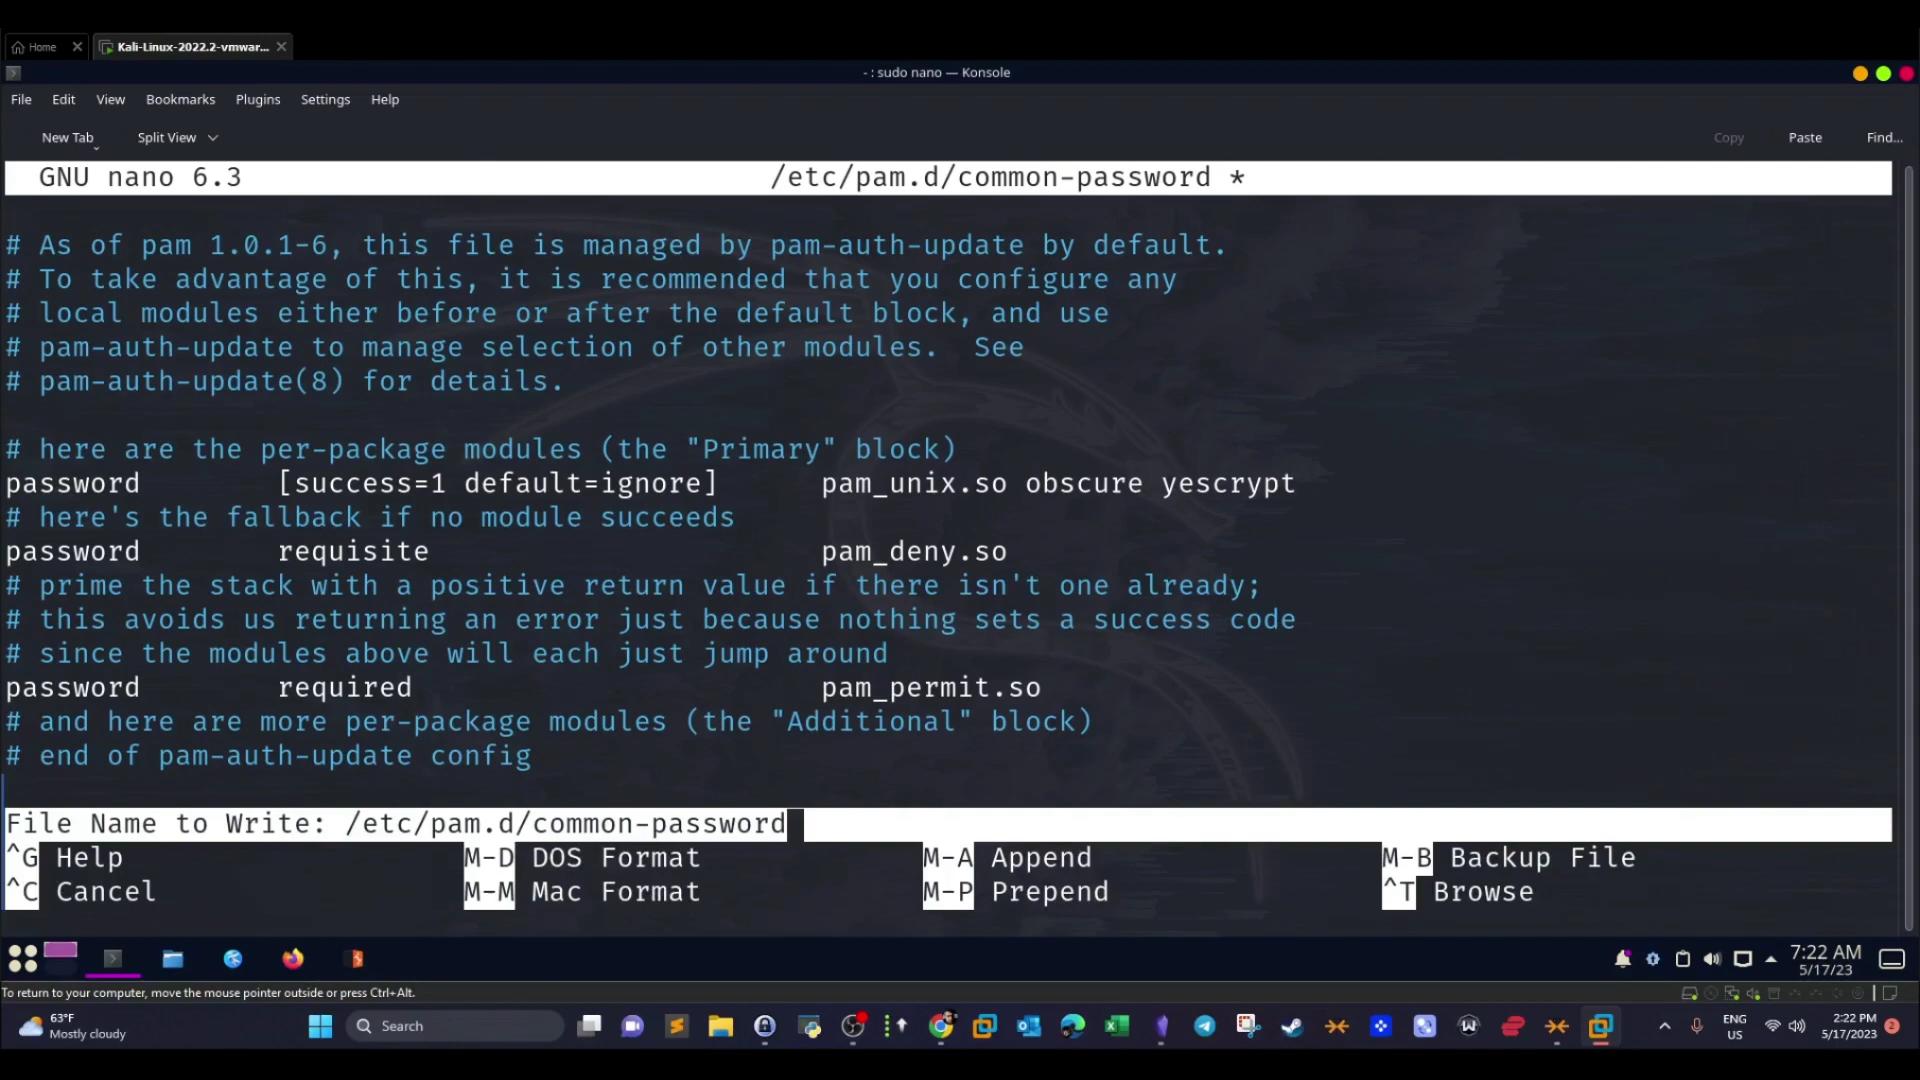 Home
Kali-Linux-2022.2-vmwar...
- : sudo nano — Konsole
File Edit View Bookmarks Plugins Settings Help
New Tab Split View Copy Paste Find...
GNU nano 6.3 /etc/pam.d/common-password *
# As of pam 1.0.1-6, this file is managed by pam-auth-update by default.
# To take advantage of this, it is recommended that you configure any
# local modules either before or after the default block, and use
# pam-auth-update to manage selection of other modules.  See
# pam-auth-update(8) for details.
# here are the per-package modules (the "Primary" block)
password [success=1 default=ignore] pam_unix.so obscure yescrypt
# here's the fallback if no module succeeds
password requisite pam_deny.so
# prime the stack with a positive return value if there isn't one already;
# this avoids us returning an error just because nothing sets a success code
# since the modules above will each just jump around
password required pam_permit.so
# and here are more per-package modules (the "Additional" block)
# end of pam-auth-update config
File Name to Write: /etc/pam.d/common-password
^G Help M-D DOS Format M-A Append M-B Backup File
^C Cancel M-M Mac Format M-P Prepend ^T Browse
7:22 AM
5/17/23
To return to your computer, move the mouse pointer outside or press Ctrl+Alt.
63°F
Mostly cloudy
Search
ENG
US
2:22 PM
5/17/2023
2